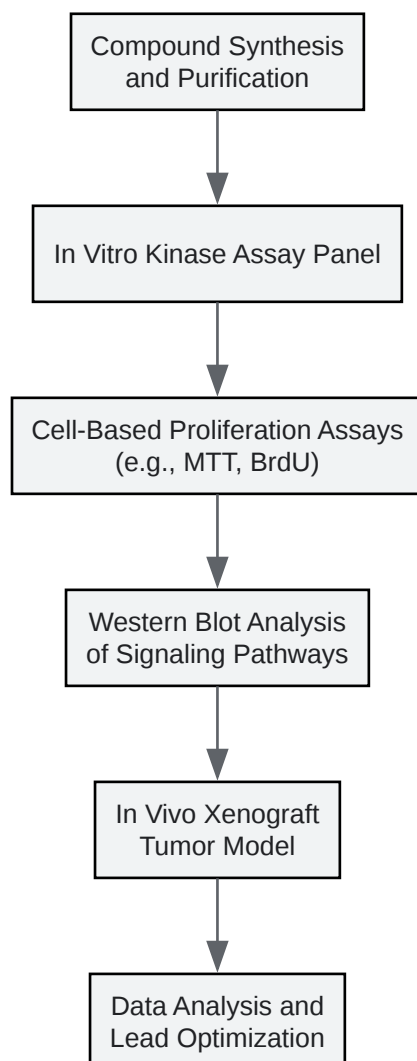 Compound Synthesis
and Purification
In Vitro Kinase Assay Panel
Cell-Based Proliferation Assays
(e.g., MTT, BrdU)
Western Blot Analysis
of Signaling Pathways
In Vivo Xenograft
Tumor Model
Data Analysis and
Lead Optimization